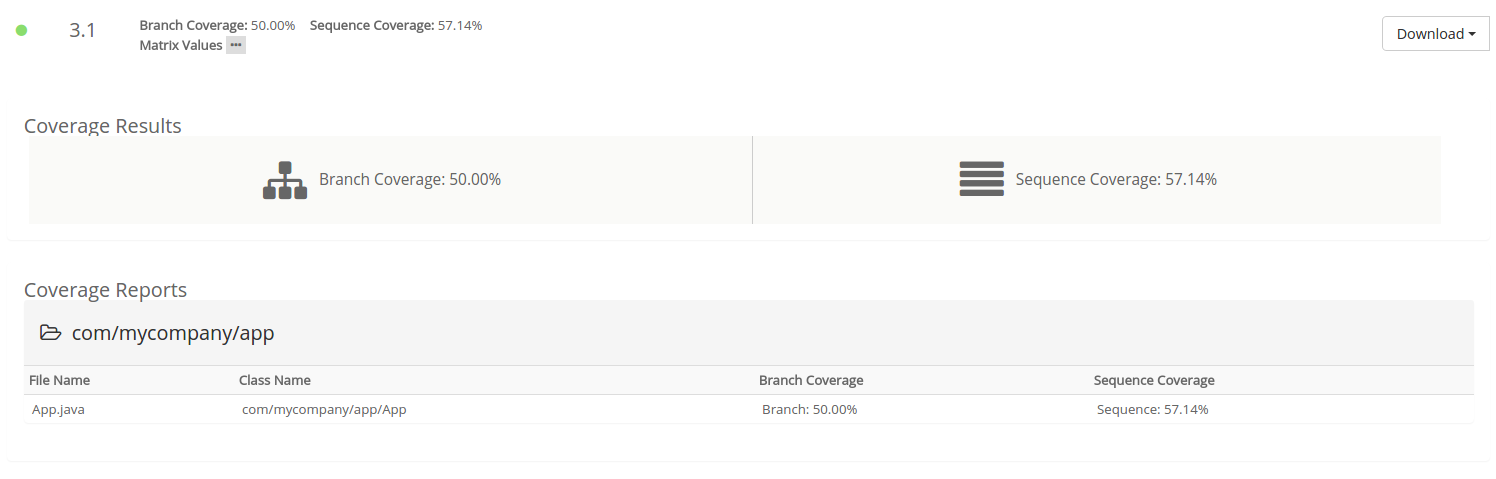 3.1 Branch Coverage: 50.00% Sequence Coverage: 57.14% Download
Matrix Values •••
Coverage Results
Branch Coverage: 50.00% Sequence Coverage: 57.14%
Coverage Reports
com/mycompany/app
File Name Class Name Branch Coverage Sequence Coverage
App.java com/mycompany/app/App Branch: 50.00% Sequence: 57.14%